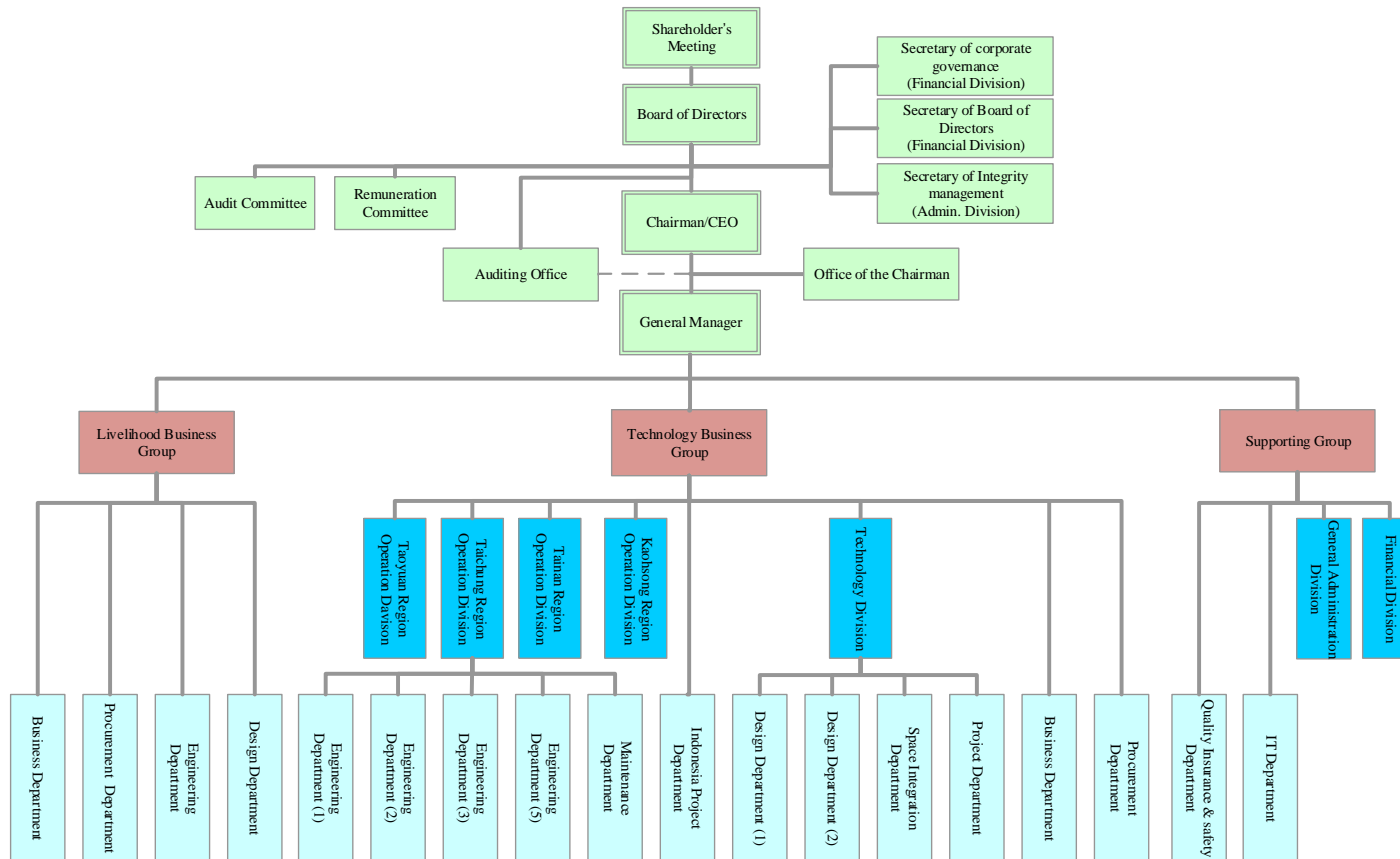 Shareholder's
Meeting
Secretary of corporate
governance
(Financial Division)
Board of Directors
Secretary of Board of
Directors
(Financial Division)
Audit Committee
Remuneration
Committee
Secretary of Integrity
management
(Admin. Division)
Chairman/CEO
Auditing Office
Office of the Chairman
General Manager
Livelihood Business
Group
Technology Business
Group
Supporting Group
Taoyuan Region
Operation Davison
Taichung Region
Operation Division
Tainan Region
Operation Division
Kaohsong Region
Operation Division
Technology Division
General Administration
Division
Financial Division
Business Department
Procurement Department
Engineering
Department
Design Department
Engineering
Department (1)
Engineering
Department (2)
Engineering
Department (3)
Engineering
Department (5)
Maintenance
Department
Indonesia Project
Department
Design Department (1)
Design Department (2)
Space Integration
Department
Project Department
Business Department
Procurement
Department
Quality Insurance & safety
Department
IT Department